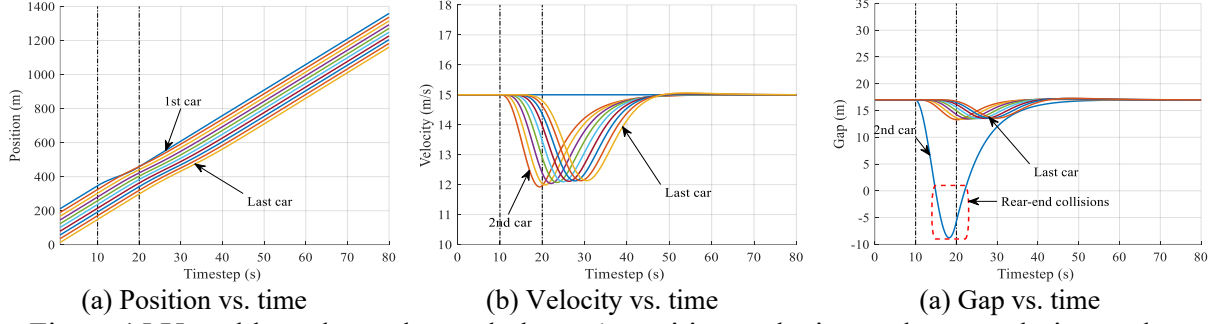 1400
1200
1000
800
600
400
200
0
Position (m)
1st car
Last car
10 20 30 40 50 60 70 80
Timestep (s)
(a) Position vs. time
18
17
16
15
14
13
12
11
10
Velocity (m/s)
2nd car
Last car
0 10 20 30 40 50 60 70 80
Timestep (s)
(b) Velocity vs. time
35
30
25
20
15
10
5
0
-5
-10
Gap (m)
2nd car
Last car
Rear-end collisions
0 10 20 30 40 50 60 70 80
Timestep (s)
(a) Gap vs. time